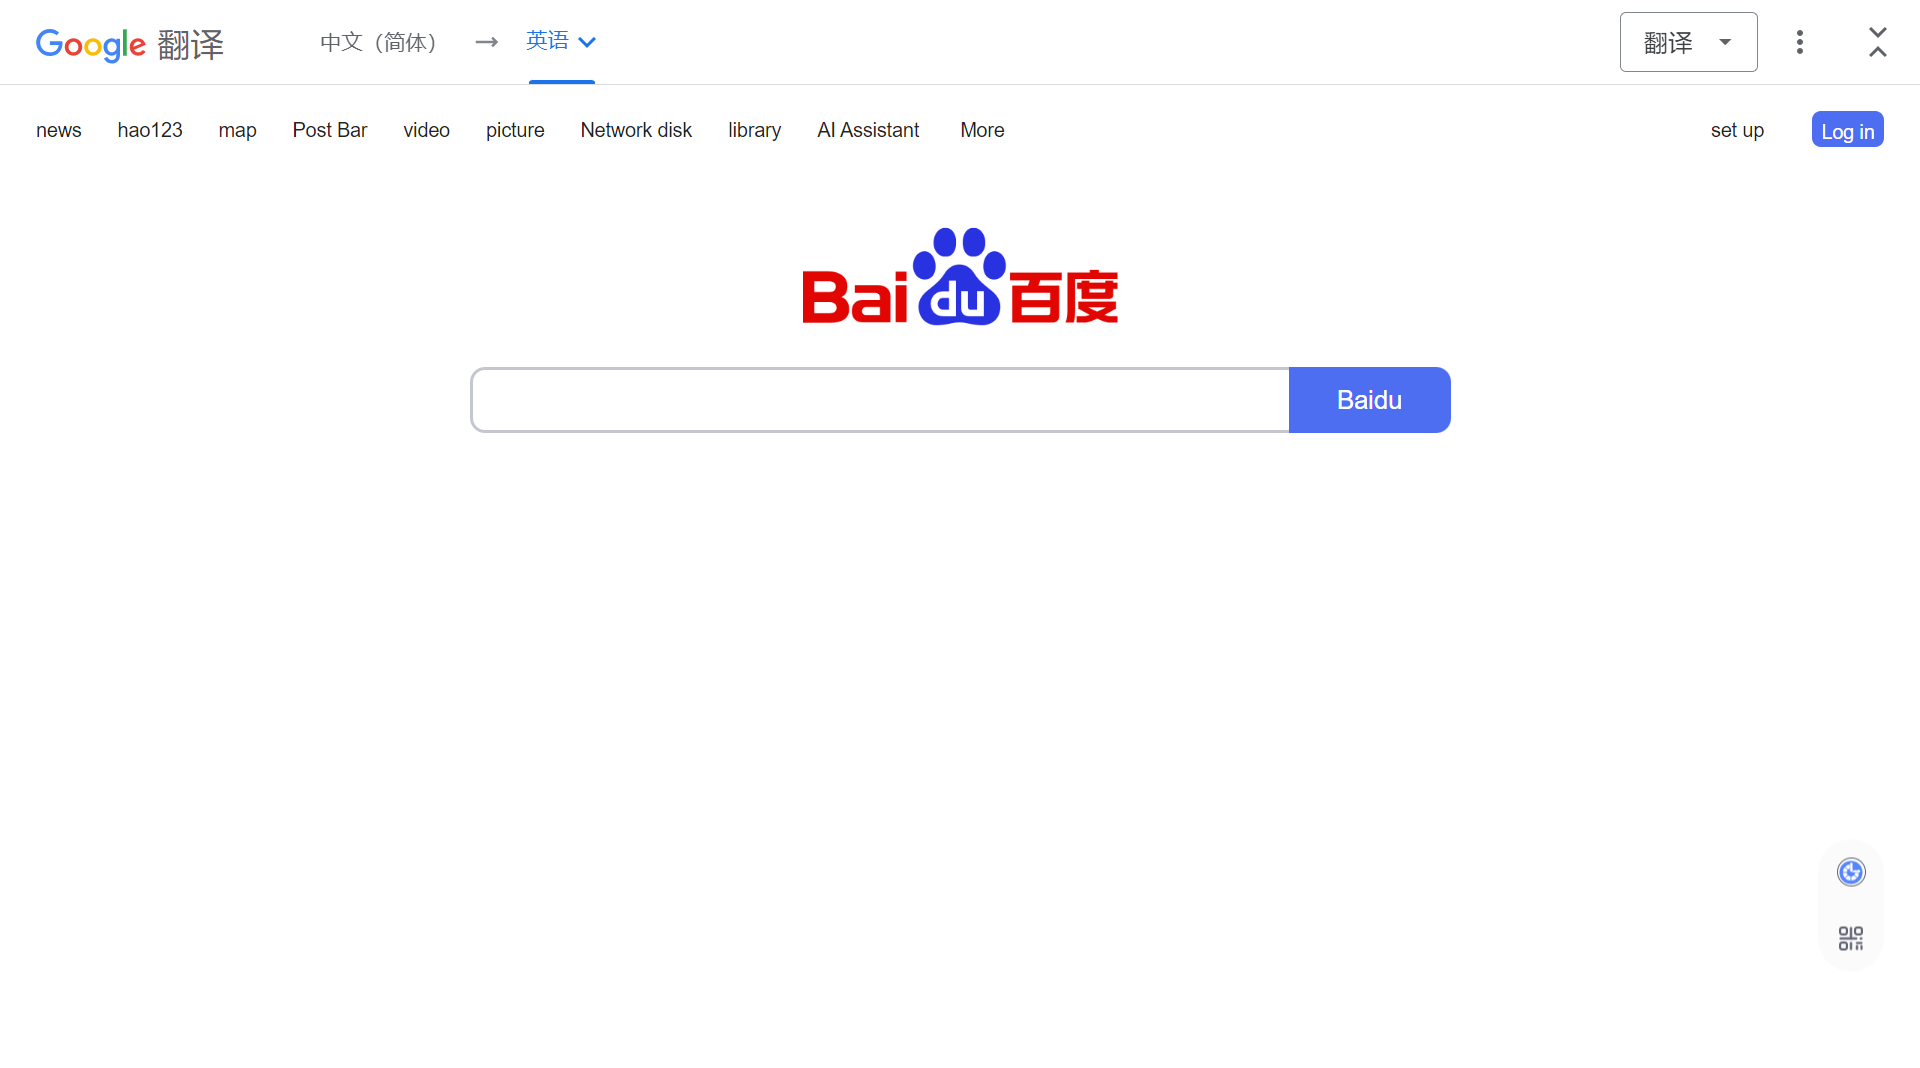 Google 翻译 中文（简体） → 英语 翻译
news hao123 map Post Bar video picture Network disk library AI Assistant More set up Log in
Bai du 百度
Baidu